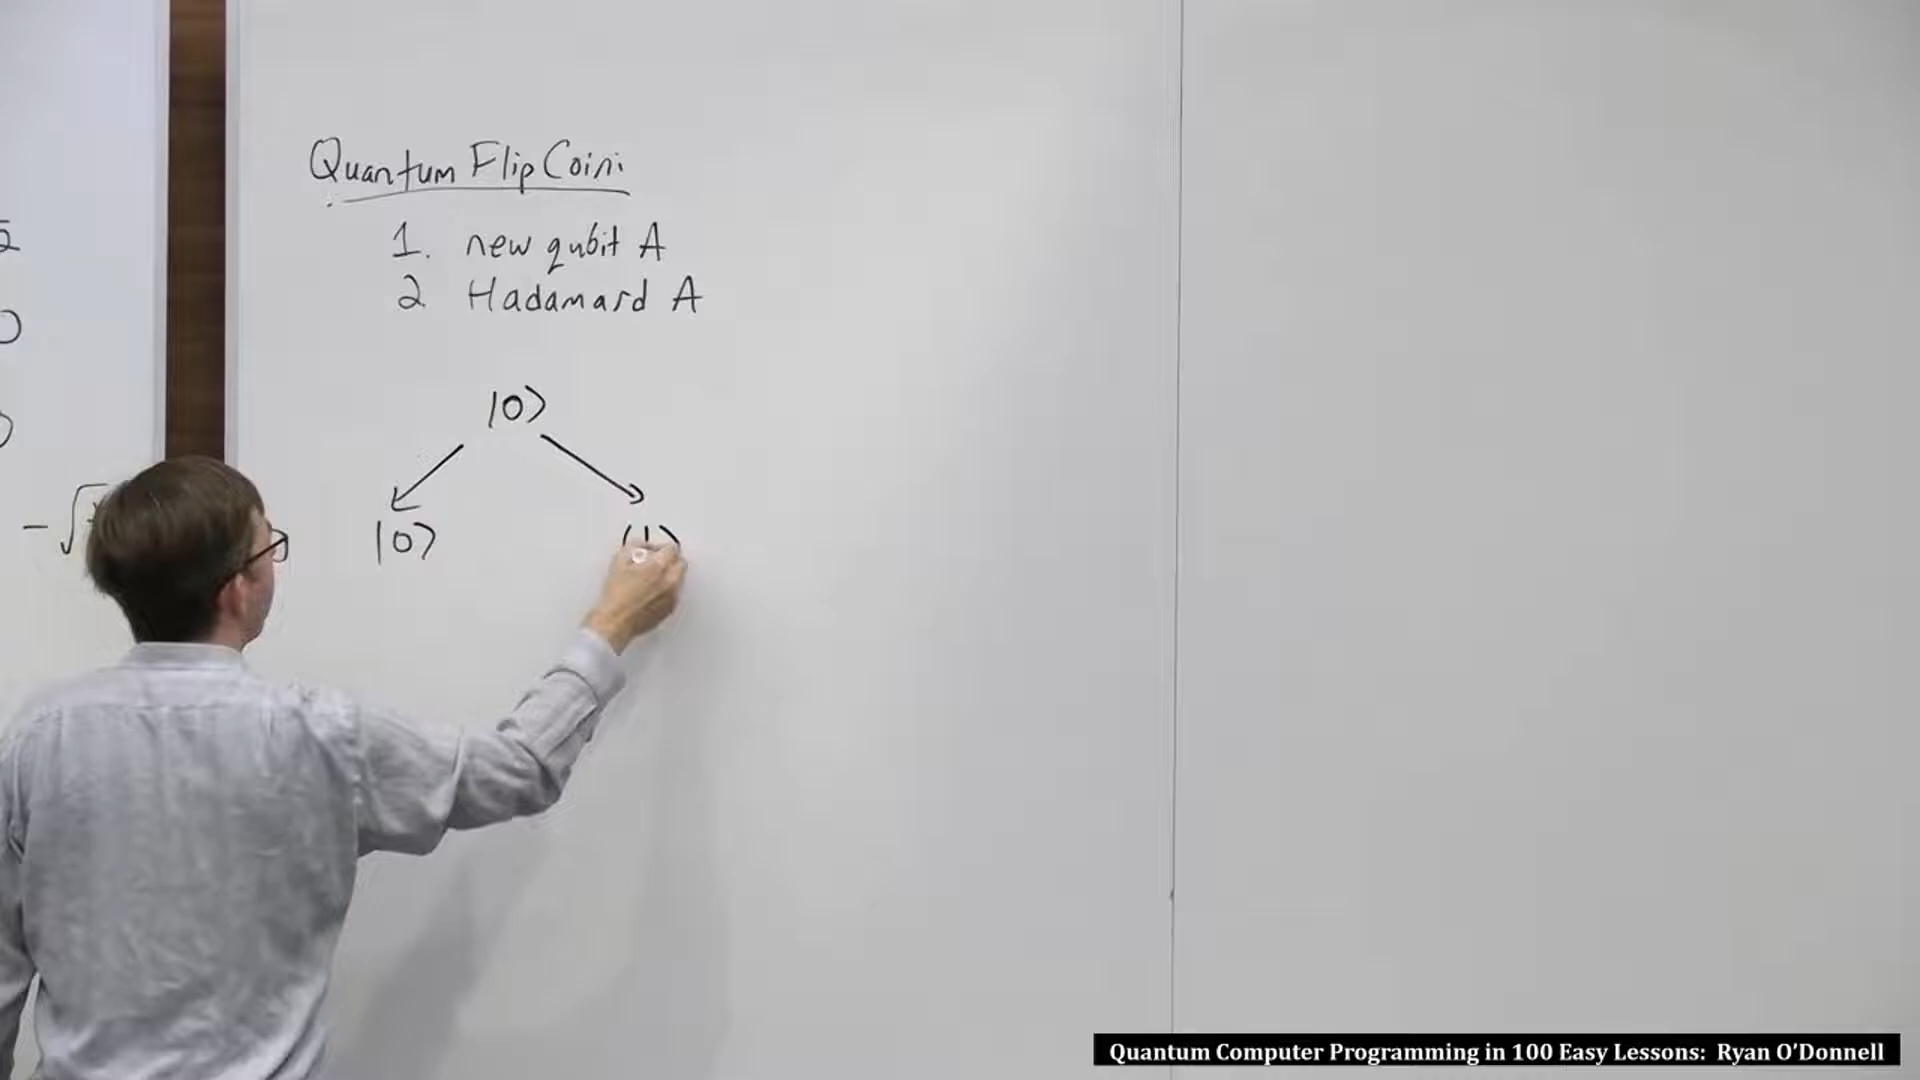 Quantum Flip Coin:
1. new qubit A
2. Hadamard A
|0⟩
|0⟩ |1⟩
0
-√
Quantum Computer Programming in 100 Easy Lessons: Ryan O'Donnell